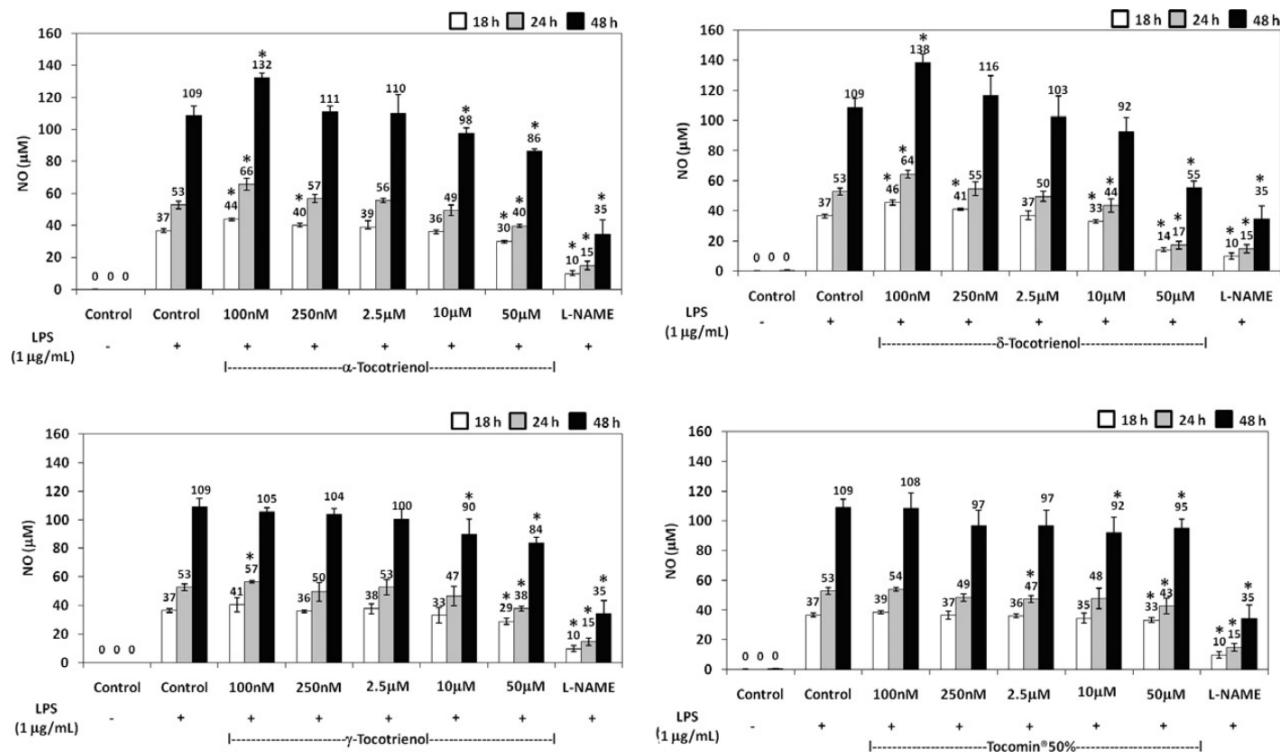 18 h 24 h 48 h
NO (µM)
160
140
120
100
80
60
40
20
0
0 0 0
37 53 109
* 44 * 66 * 132
* 40 57 111
39 56 110
36 49 * 98
* 30 * 40 * 86
* 10 * 15 * 35
Control Control 100nM 250nM 2.5µM 10µM 50µM L-NAME
LPS
(1 µg/mL)
- + + + + + + +
|-----------------------α-Tocotrienol------------------------|
18 h 24 h 48 h
NO (µM)
160
140
120
100
80
60
40
20
0
0 0 0
37 53 109
* 46 * 64 * 138
* 41 55 116
37 50 103
* 33 * 44 92
* 14 * 17 * 55
* 10 * 15 * 35
Control Control 100nM 250nM 2.5µM 10µM 50µM L-NAME
LPS
(1 µg/mL)
- + + + + + + +
|-----------------------δ-Tocotrienol------------------------|
18 h 24 h 48 h
NO (µM)
160
140
120
100
80
60
40
20
0
0 0 0
37 53 109
41 * 57 105
36 50 104
38 53 100
33 47 * 90
* 29 * 38 * 84
* 10 * 15 * 35
Control Control 100nM 250nM 2.5µM 10µM 50µM L-NAME
LPS
(1 µg/mL)
- + + + + + + +
|-----------------------γ-Tocotrienol------------------------|
18 h 24 h 48 h
NO (µM)
160
140
120
100
80
60
40
20
0
0 0 0
37 53 109
39 54 108
37 49 97
36 * 47 97
35 48 * 92
* 33 * 43 * 95
* 10 * 15 * 35
Control Control 100nM 250nM 2.5µM 10µM 50µM L-NAME
LPS
(1 µg/mL)
- + + + + + + +
|-----------------------Tocomin®50%------------------------|